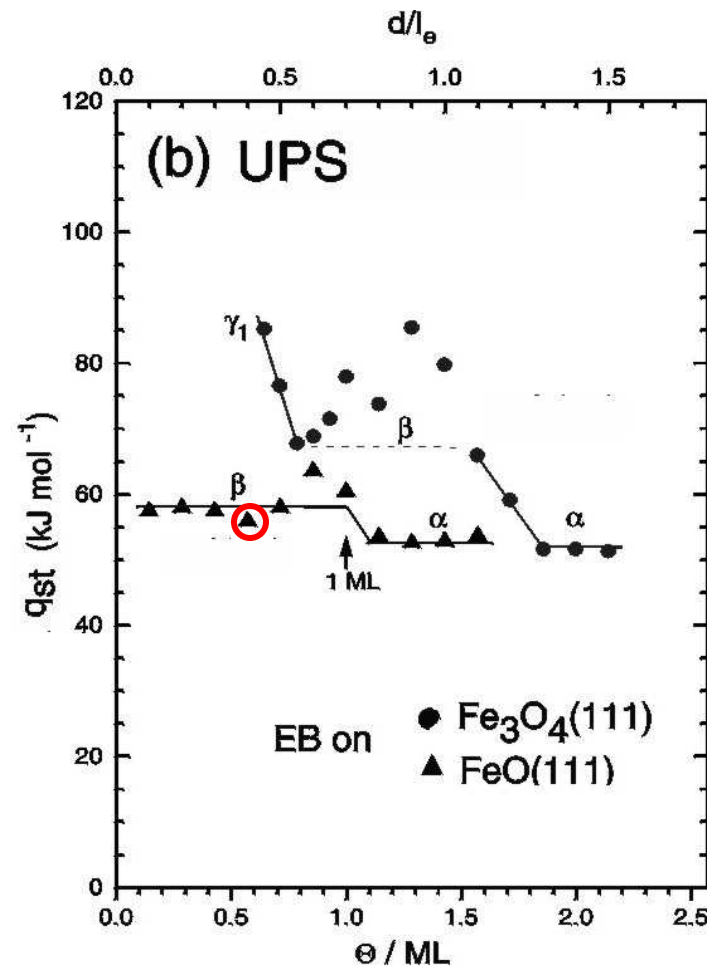 d/lₑ
0.0 0.5 1.0 1.5
120
(b) UPS
100
γ₁
80
β
60
β
α
α
1 ML
qst (kJ mol⁻¹)
40
Fe₃O₄(111)
EB on
FeO(111)
20
0
0.0 0.5 1.0 1.5 2.0 2.5
Θ / ML